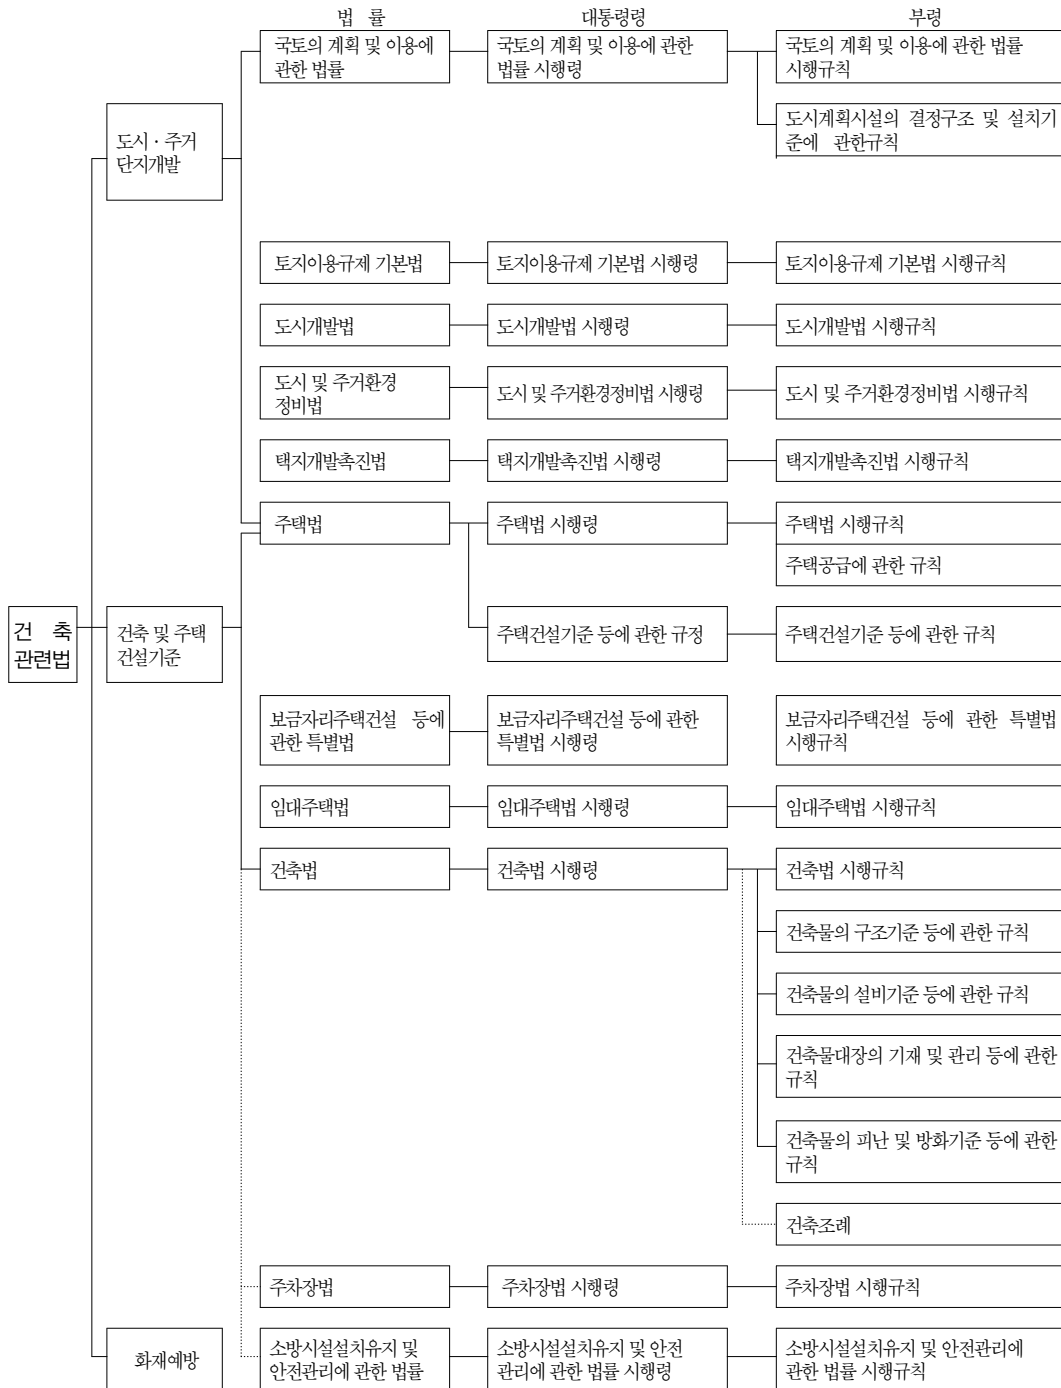 법 률
대통령령
부령
국토의 계획 및 이용에
관한 법률
국토의 계획 및 이용에 관한
법률 시행령
국토의 계획 및 이용에 관한 법률
시행규칙
도시계획시설의 결정구조 및 설치기
준에 관한규칙
도시 · 주거
단지개발
토지이용규제 기본법
토지이용규제 기본법 시행령
토지이용규제 기본법 시행규칙
도시개발법
도시개발법 시행령
도시개발법 시행규칙
도시 및 주거환경
정비법
도시 및 주거환경정비법 시행령
도시 및 주거환경정비법 시행규칙
택지개발촉진법
택지개발촉진법 시행령
택지개발촉진법 시행규칙
주택법
주택법 시행령
주택법 시행규칙
주택공급에 관한 규칙
건 축
관련법
건축 및 주택
건설기준
주택건설기준 등에 관한 규정
주택건설기준 등에 관한 규칙
보금자리주택건설 등에
관한 특별법
보금자리주택건설 등에 관한
특별법 시행령
보금자리주택건설 등에 관한 특별법
시행규칙
임대주택법
임대주택법 시행령
임대주택법 시행규칙
건축법
건축법 시행령
건축법 시행규칙
건축물의 구조기준 등에 관한 규칙
건축물의 설비기준 등에 관한 규칙
건축물대장의 기재 및 관리 등에 관한
규칙
건축물의 피난 및 방화기준 등에 관한
규칙
건축조례
주차장법
주차장법 시행령
주차장법 시행규칙
화재예방
소방시설설치유지 및
안전관리에 관한 법률
소방시설설치유지 및 안전
관리에 관한 법률 시행령
소방시설설치유지 및 안전관리에
관한 법률 시행규칙